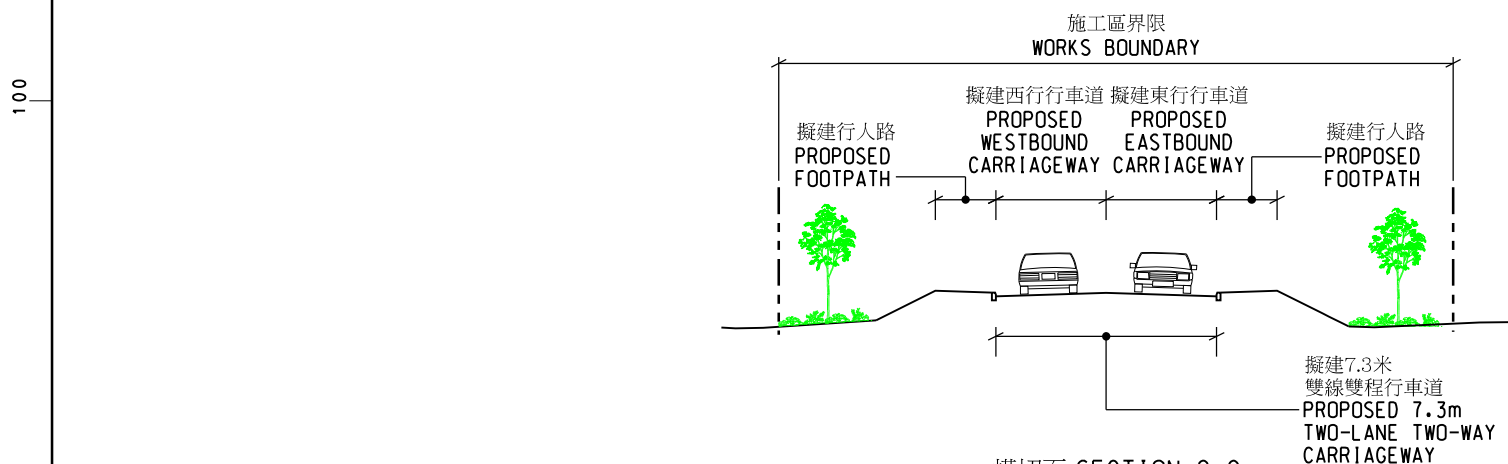 施工區界限
WORKS BOUNDARY
100
擬建西行行車道
PROPOSED
WESTBOUND
CARRIAGEWAY
擬建東行行車道
PROPOSED
EASTBOUND
CARRIAGEWAY
擬建行人路
PROPOSED
FOOTPATH
擬建行人路
PROPOSED
FOOTPATH
擬建7.3米
雙線雙程行車道
PROPOSED 7.3m
TWO-LANE TWO-WAY
CARRIAGEWAY
SECTION